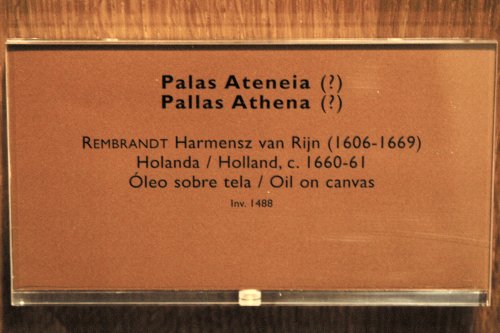 Palas Ateneia (?)
Pallas Athena (?)
REMBRANDT Harmensz van Rijn (1606-1669)
Holanda / Holland, c. 1660-61
Óleo sobre tela / Oil on canvas
Inv. 1488